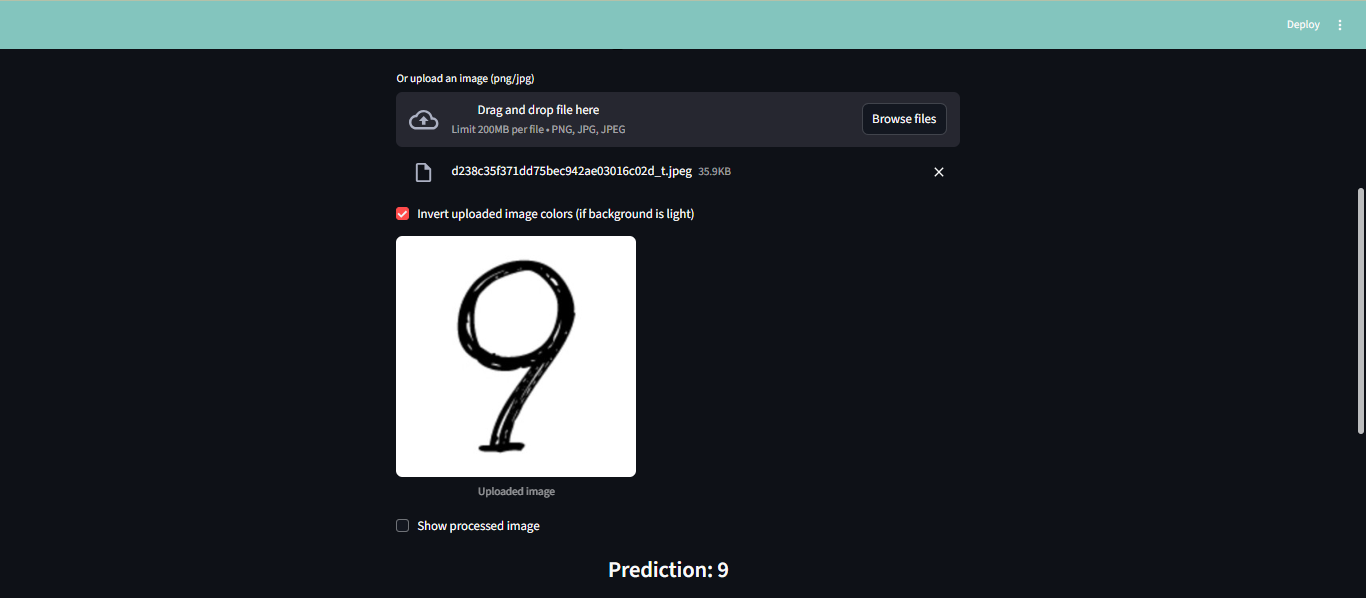 Deploy
Or upload an image (png/jpg)
Drag and drop file here
Limit 200MB per file • PNG, JPG, JPEG
Browse files
d238c35f371dd75bec942ae03016c02d_t.jpeg 35.9KB
Invert uploaded image colors (if background is light)
9
Uploaded image
Show processed image
Prediction: 9